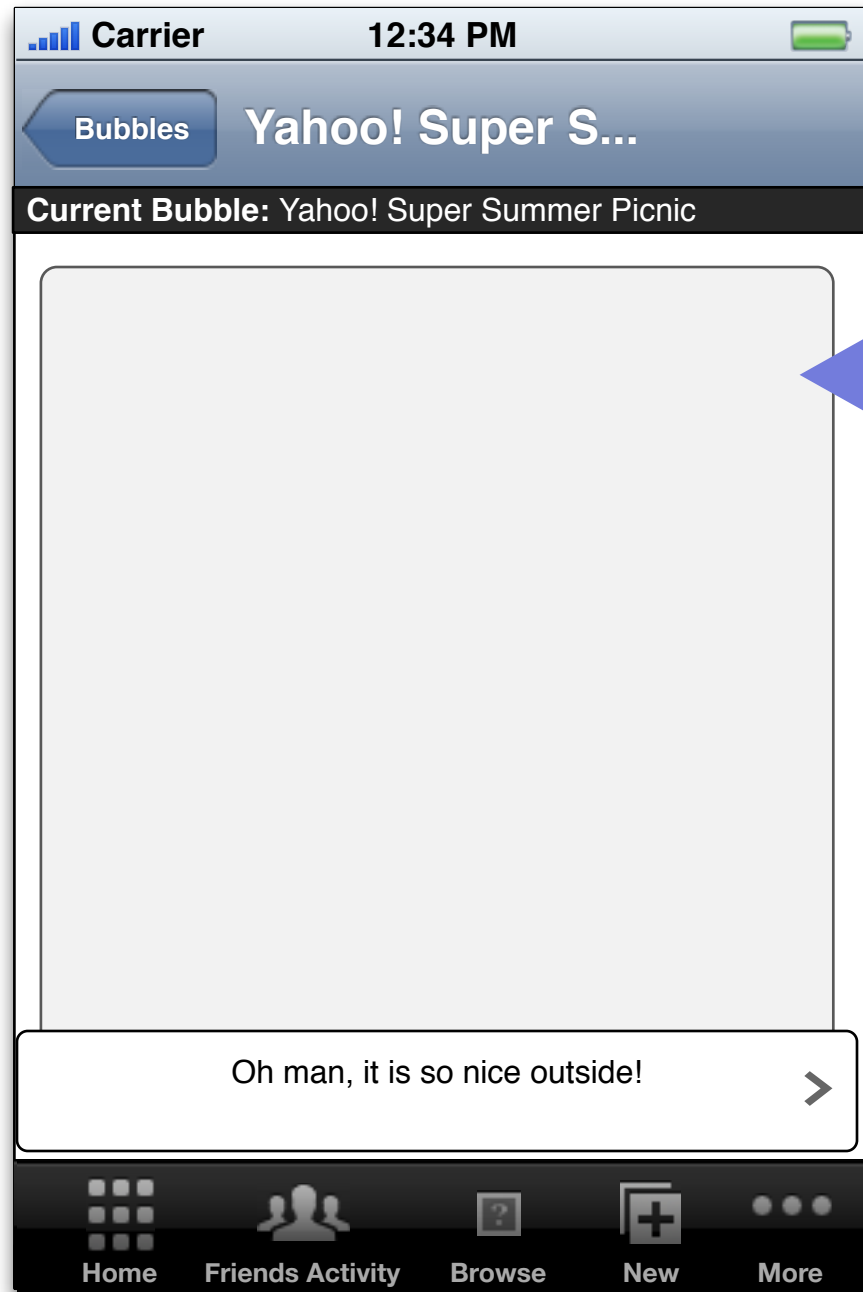 Carrier 12:34 PM
Bubbles Yahoo! Super S...
Current Bubble: Yahoo! Super Summer Picnic
Oh man, it is so nice outside!
?
Home Friends Activity Browse New More